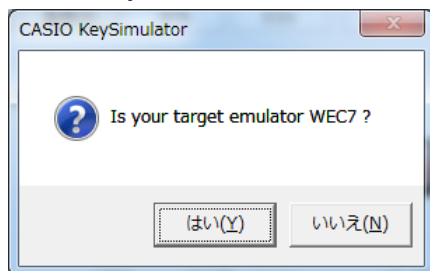 CASIO KeySimulator
Is your target emulator WEC7 ?
はい(Y)
いいえ(N)